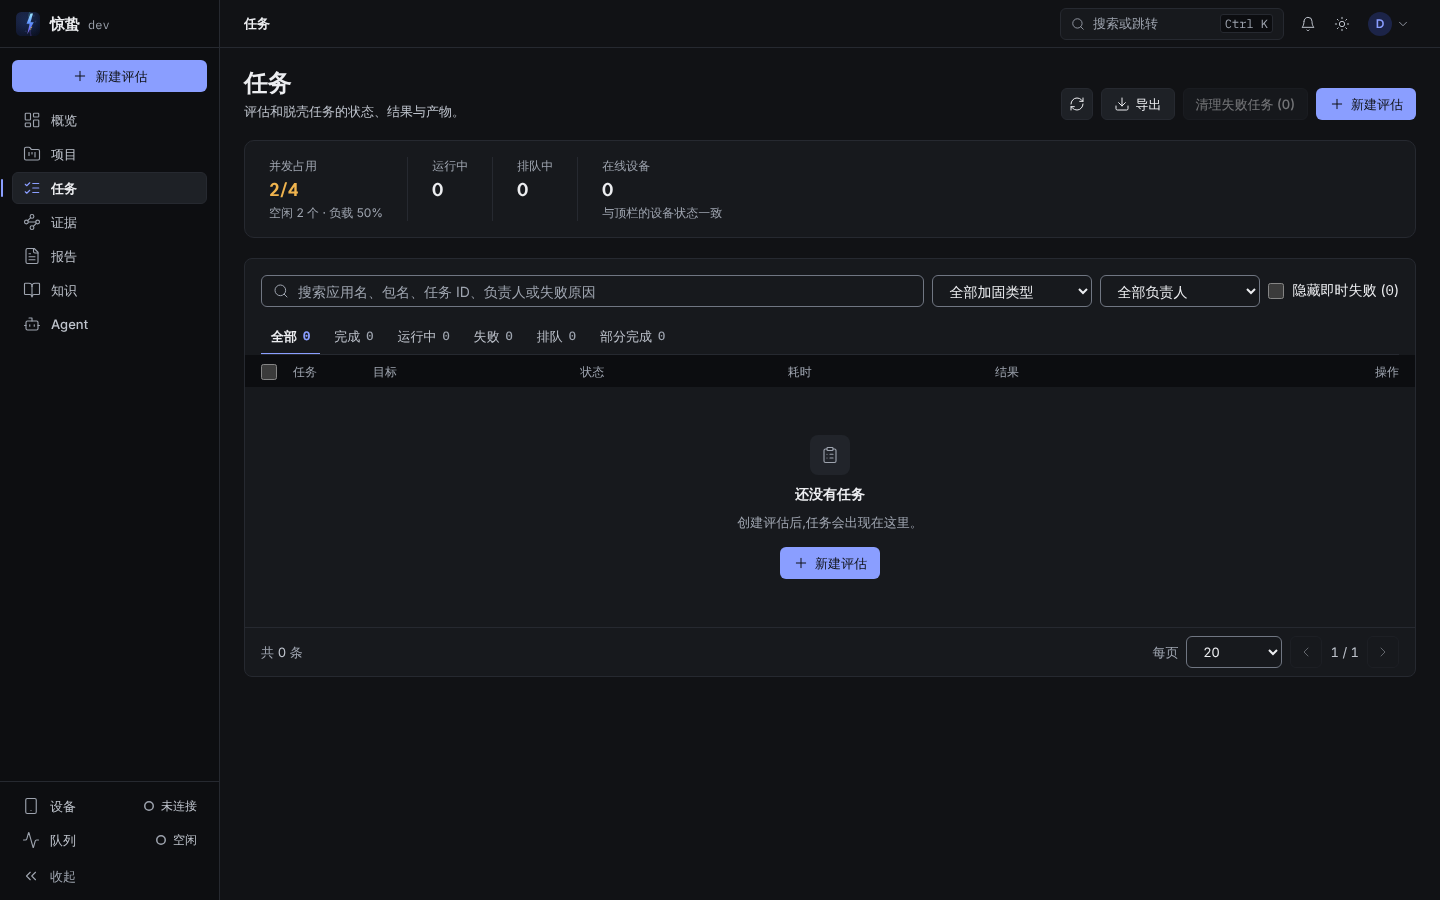 惊蛰 dev
任务
搜索或跳转 Ctrl K
D
新建评估
概览
项目
任务
证据
报告
知识
Agent
任务
评估和脱壳任务的状态、结果与产物。
导出
清理失败任务 (0)
新建评估
并发占用
2/4
空闲 2 个 · 负载 50%
运行中
0
排队中
0
在线设备
0
与顶栏的设备状态一致
搜索应用名、包名、任务 ID、负责人或失败原因
全部加固类型
全部负责人
隐藏即时失败 (0)
全部 0 完成 0 运行中 0 失败 0 排队 0 部分完成 0
任务 目标 状态 耗时 结果 操作
还没有任务
创建评估后,任务会出现在这里。
新建评估
共 0 条
每页 20 1 / 1
设备 未连接
队列 空闲
收起